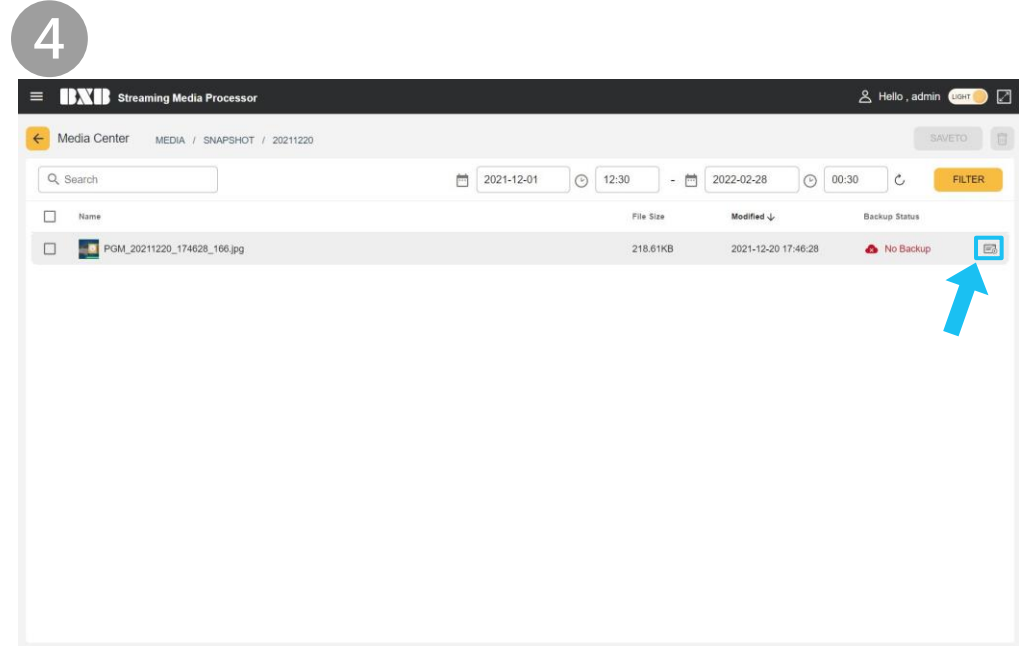 4
BXB Streaming Media Processor Hello , admin LIGHT
Media Center MEDIA / SNAPSHOT / 20211220 SAVETO
Search 2021-12-01 12:30 - 2022-02-28 00:30 FILTER
Name File Size Modified Backup Status
PGM_20211220_174628_166.jpg 218.61KB 2021-12-20 17:46:28 No Backup